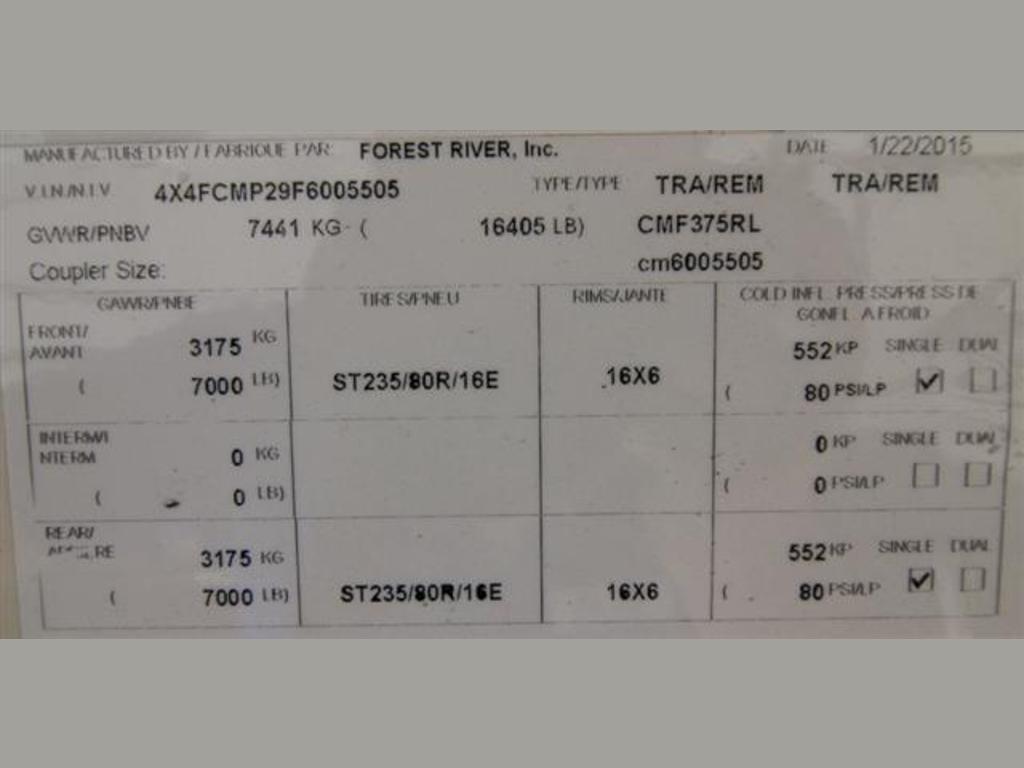 MANUFACTURED BY / FABRIQUE PAR: FOREST RIVER, Inc. DATE 1/22/2015
V.I.N./N.I.V. 4X4FCMP29F6005505 TYPE/TYPE TRA/REM TRA/REM
GVWR/PNBV 7441 KG ( 16405 LB) CMF375RL
Coupler Size: cm6005505
GAWR/PNBE TIRES/PNEU RIMS/JANTE COLD INFL. PRESS/PRESS DE
GONFL. A FROID
FRONT/ 3175 KG 552 KP SINGLE DUAL
AVANT
( 7000 LB) ST235/80R/16E 16X6 ( 80 PSI/LP
INTERM/I 0 KG 0 KP SINGLE DUAL
NTERM
( 0 LB) ( 0 PSI/LP
REAR/ 3175 KG 552 KP SINGLE DUAL
( 7000 LB) ST235/80R/16E 16X6 ( 80 PSI/LP